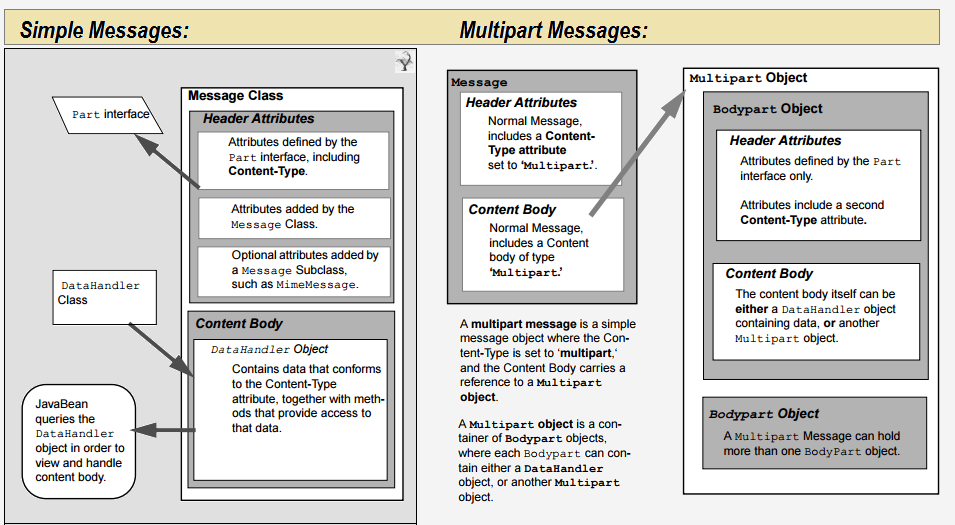 Simple Messages:
Multipart Messages:
Part interface
Message Class
Header Attributes
Attributes defined by the
Part interface, including
Content-Type.
Attributes added by the
Message Class.
Optional attributes added by
a Message Subclass,
such as MimeMessage.
DataHandler
Class
Content Body
DataHandler Object
Contains data that conforms
to the Content-Type
attribute, together with meth-
ods that provide access to
that data.
JavaBean
queries the
DataHandler
object in order to
view and handle
content body.
Message
Header Attributes
Normal Message,
includes a Content-
Type attribute
set to ‘Multipart.’.
Content Body
Normal Message,
includes a Content
body of type
‘Multipart.’
A multipart message is a simple
message object where the Con-
tent-Type is set to ‘multipart,‘
and the Content Body carries a
reference to a Multipart
object.
A Multipart object is a con-
tainer of Bodypart objects,
where each Bodypart can con-
tain either a DataHandler
object, or another Multipart
object.
Multipart Object
Bodypart Object
Header Attributes
Attributes defined by the Part
interface only.
Attributes include a second
Content-Type attribute.
Content Body
The content body itself can be
either a DataHandler object
containing data, or another
Multipart object.
Bodypart Object
A Multipart Message can hold
more than one BodyPart object.